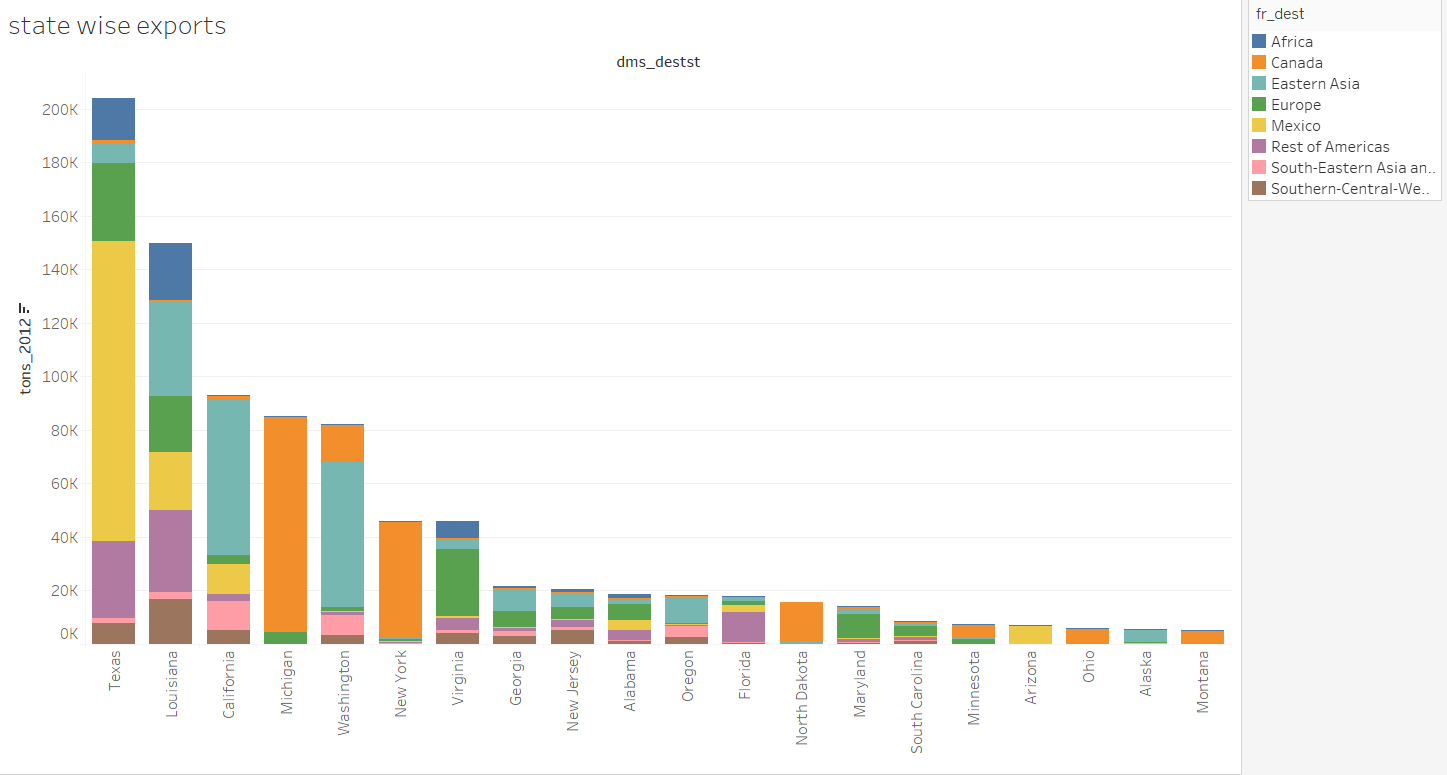 state wise exports
dms_destst
200K
180K
160K
140K
120K
100K
80K
60K
40K
20K
0K
tons_2012
Texas
Louisiana
California
Michigan
Washington
New York
Virginia
Georgia
New Jersey
Alabama
Oregon
Florida
North Dakota
Maryland
South Carolina
Minnesota
Arizona
Ohio
Alaska
Montana
fr_dest
Africa
Canada
Eastern Asia
Europe
Mexico
Rest of Americas
South-Eastern Asia an..
Southern-Central-We..